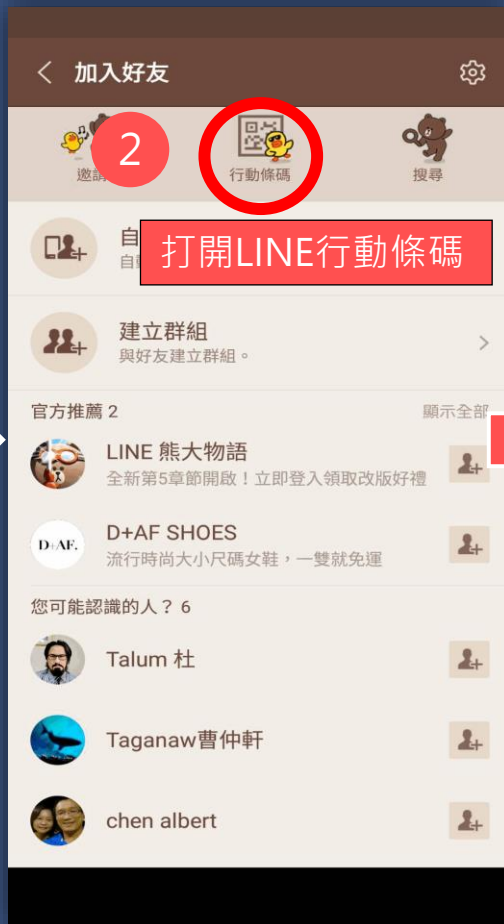 加入好友
2
邀請
行動條碼
搜尋
打開LINE行動條碼
自
自動
建立群組
與好友建立群組。
官方推薦 2
顯示全部
LINE 熊大物語
全新第5章節開啟！立即登入領取改版好禮
D+AF.
D+AF SHOES
流行時尚大小尺碼女鞋，一雙就免運
您可能認識的人？ 6
Talum 杜
Taganaw曹仲軒
chen albert